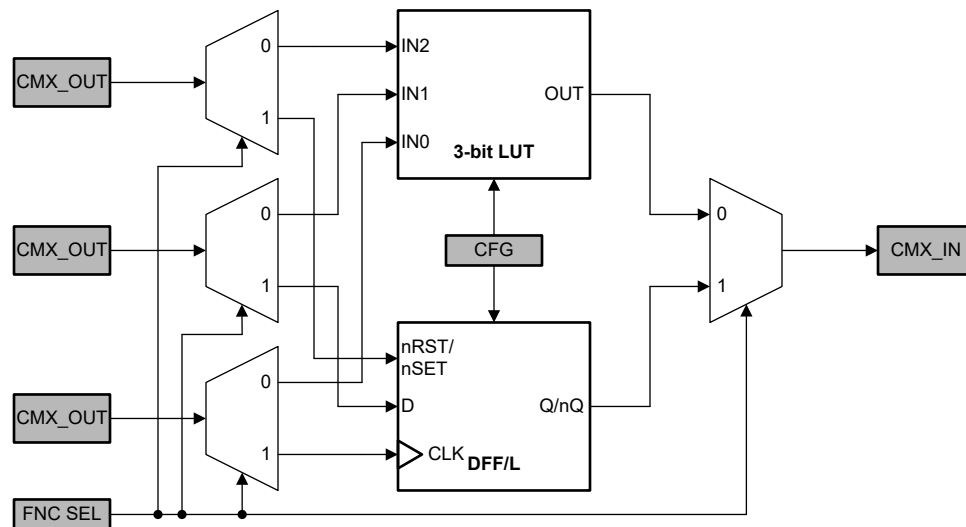 CMX_OUT
0
1
IN2
IN1
IN0
OUT
3-bit LUT
CMX_OUT
0
1
CFG
0
1
CMX_IN
CMX_OUT
0
1
nRST/
nSET
D
CLK
Q/nQ
DFF/L
FNC SEL